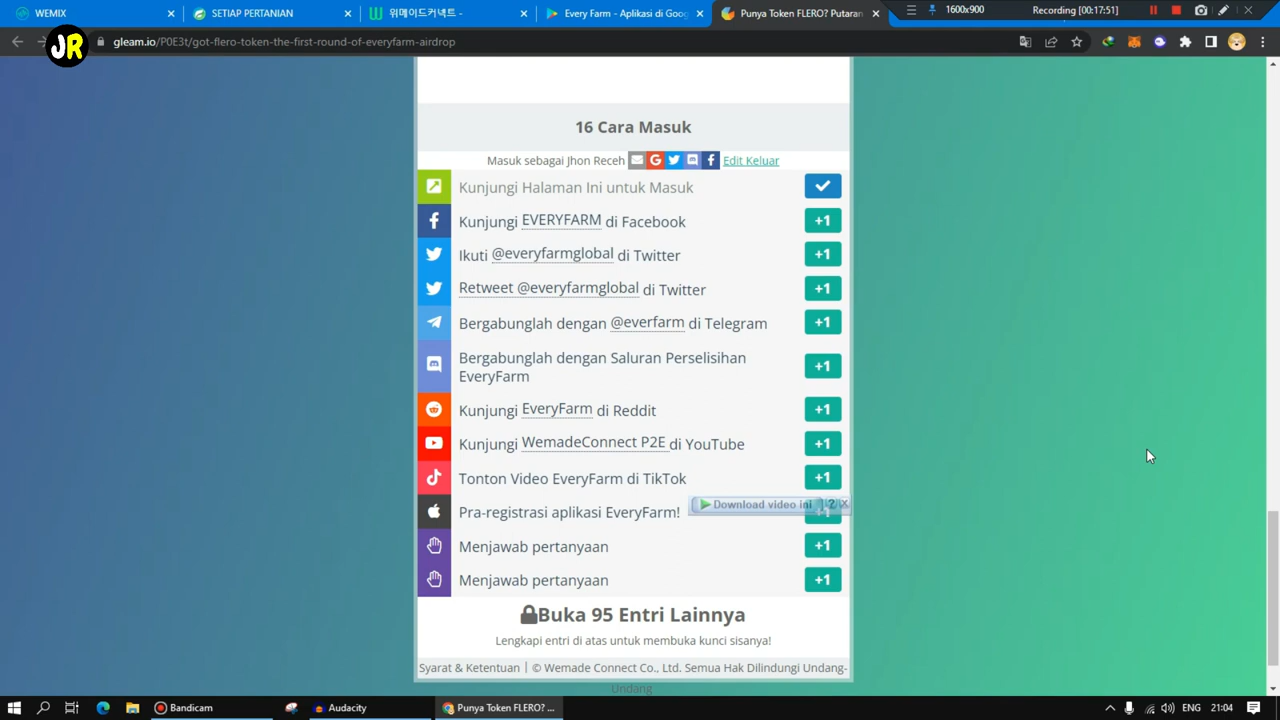 WEMIX
SETIAP PERTANIAN
위메이드커넥트 -
Every Farm - Aplikasi di Goog
Punya Token FLERO? Putaran
1600x900
Recording [00:17:51]
JR
gleam.io/P0E3t/got-flero-token-the-first-round-of-everyfarm-airdrop
16 Cara Masuk
Masuk sebagai Jhon Receh Edit Keluar
Kunjungi Halaman Ini untuk Masuk
Kunjungi EVERYFARM di Facebook +1
Ikuti @everyfarmglobal di Twitter +1
Retweet @everyfarmglobal di Twitter +1
Bergabunglah dengan @everfarm di Telegram +1
Bergabunglah dengan Saluran Perselisihan
EveryFarm +1
Kunjungi EveryFarm di Reddit +1
Kunjungi WemadeConnect P2E di YouTube +1
Tonton Video EveryFarm di TikTok +1
Download video ini ? X
Pra-registrasi aplikasi EveryFarm! +1
Menjawab pertanyaan +1
Menjawab pertanyaan +1
Buka 95 Entri Lainnya
Lengkapi entri di atas untuk membuka kunci sisanya!
Syarat & Ketentuan | © Wemade Connect Co., Ltd. Semua Hak Dilindungi Undang-
Undang
Bandicam
Audacity
Punya Token FLERO? ...
ENG
21:04